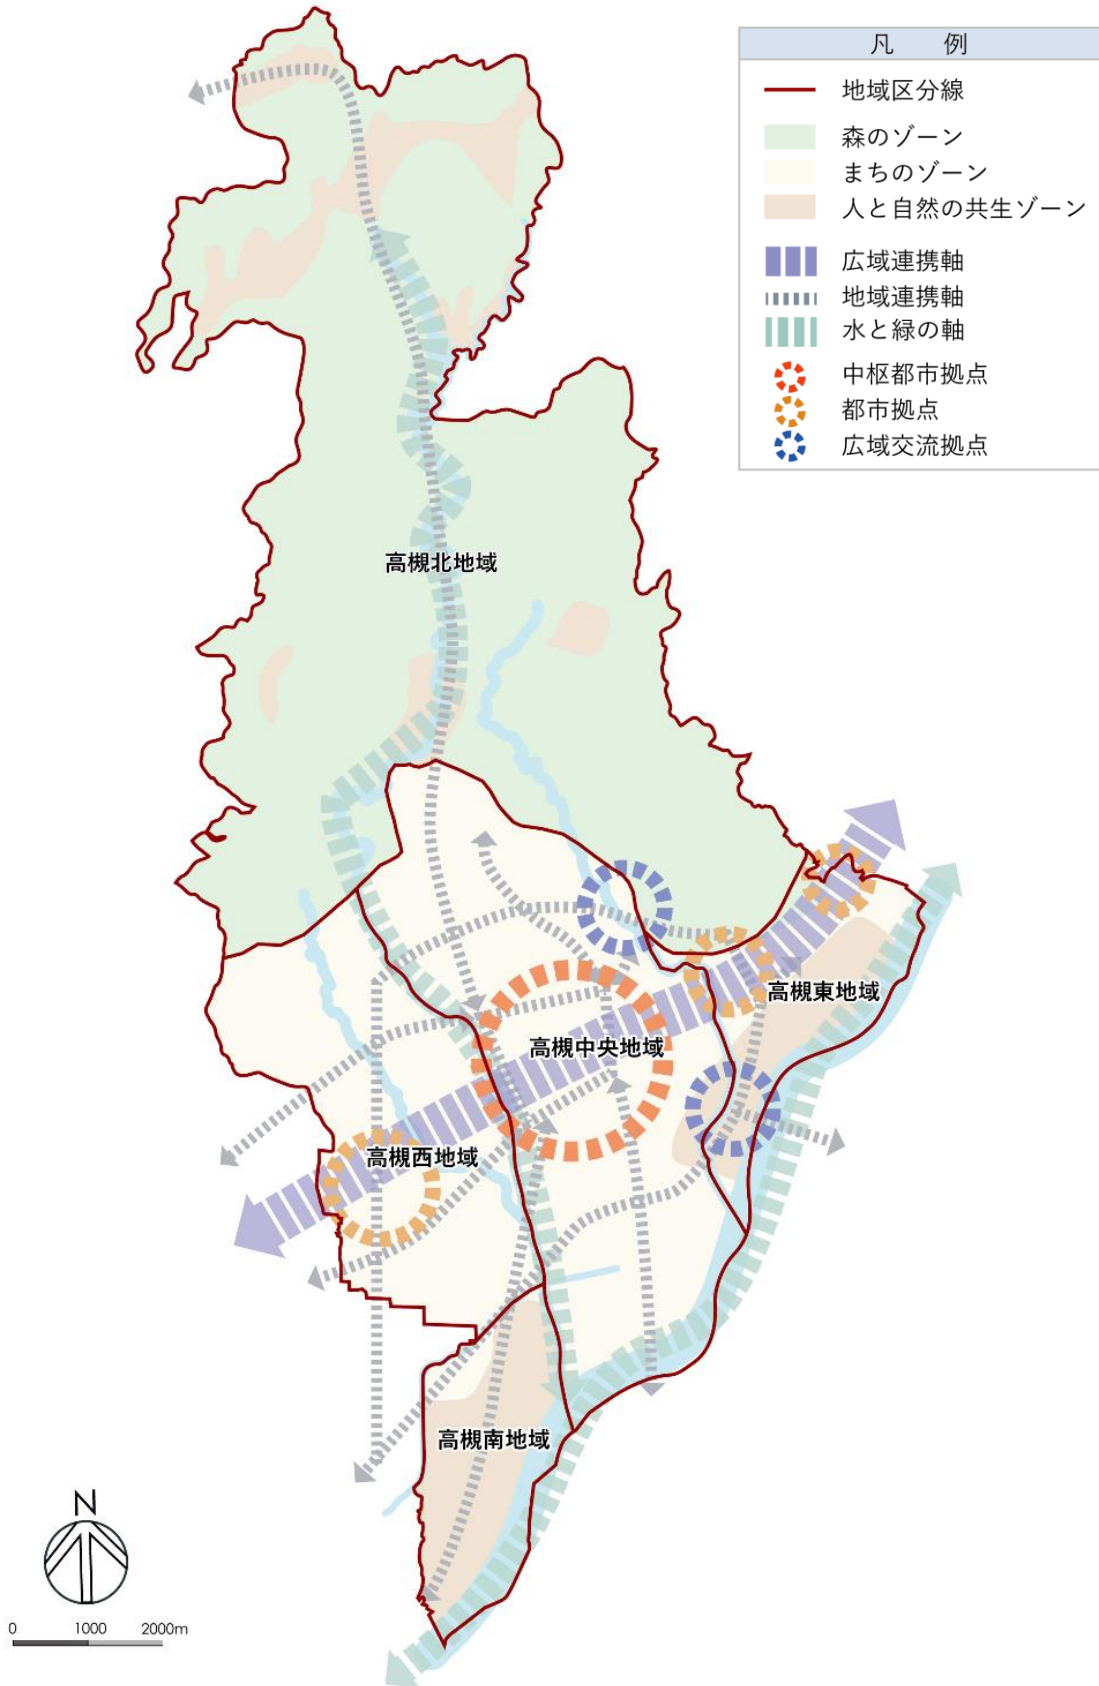 凡 例
地域区分線
森のゾーン
まちのゾーン
人と自然の共生ゾーン
広域連携軸
地域連携軸
水と緑の軸
中枢都市拠点
都市拠点
広域交流拠点
高槻北地域
高槻東地域
高槻中央地域
高槻西地域
高槻南地域
N
0 1000 2000m